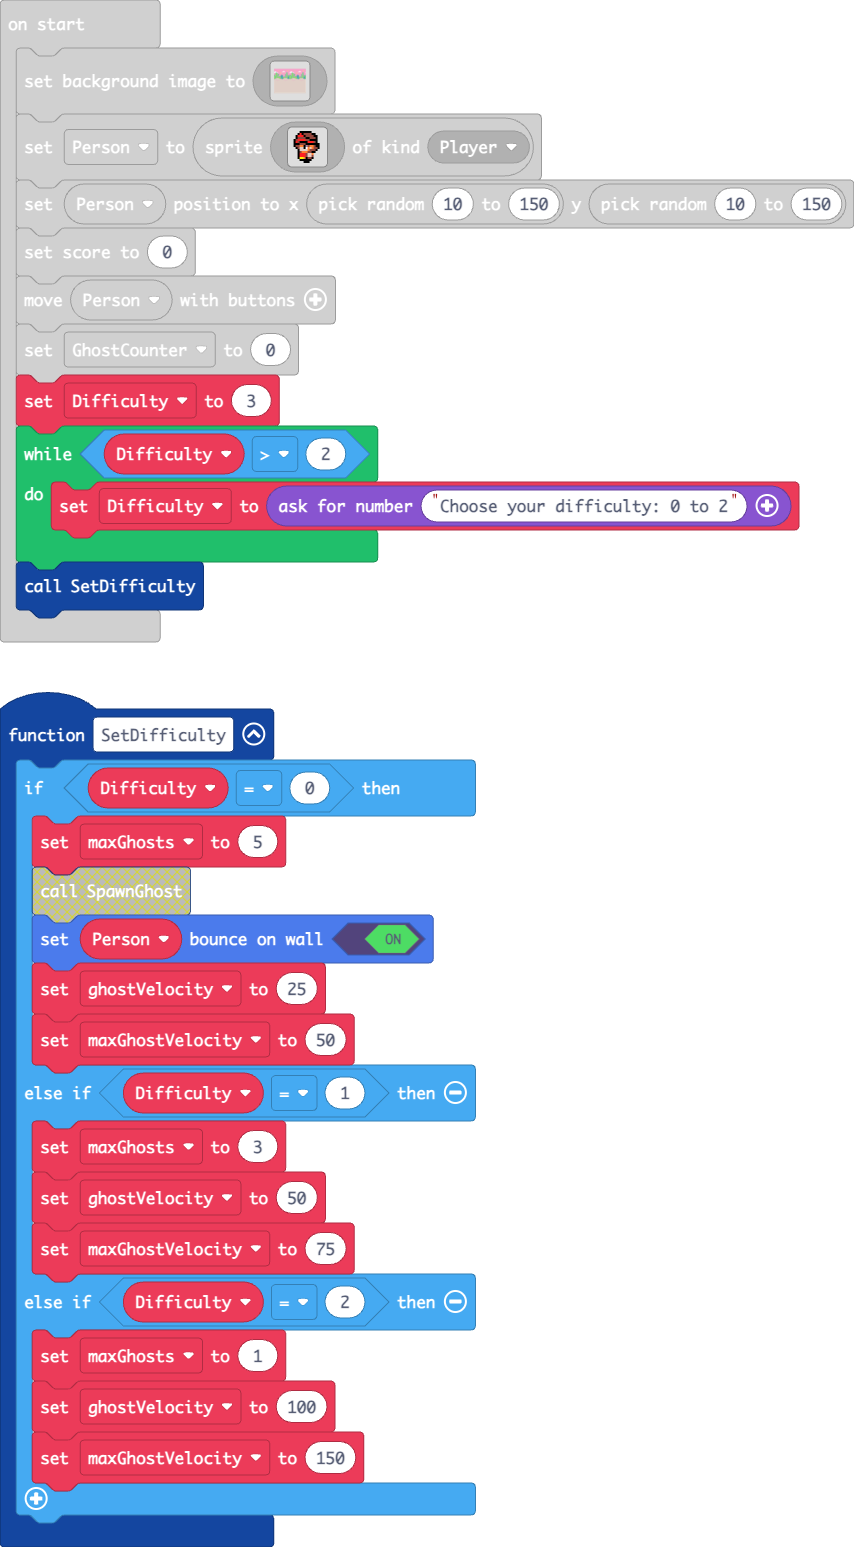 on start
set background image to
set Person to sprite of kind Player
set Person position to x pick random 10 to 150 y pick random 10 to 150
set score to 0
move Person with buttons
set GhostCounter to 0
set Difficulty to 3
while Difficulty > 2
do set Difficulty to ask for number "Choose your difficulty: 0 to 2"
call SetDifficulty
function SetDifficulty
if Difficulty = 0 then
set maxGhosts to 5
call SpawnGhost
set Person bounce on wall ON
set ghostVelocity to 25
set maxGhostVelocity to 50
else if Difficulty = 1 then
set maxGhosts to 3
set ghostVelocity to 50
set maxGhostVelocity to 75
else if Difficulty = 2 then
set maxGhosts to 1
set ghostVelocity to 100
set maxGhostVelocity to 150